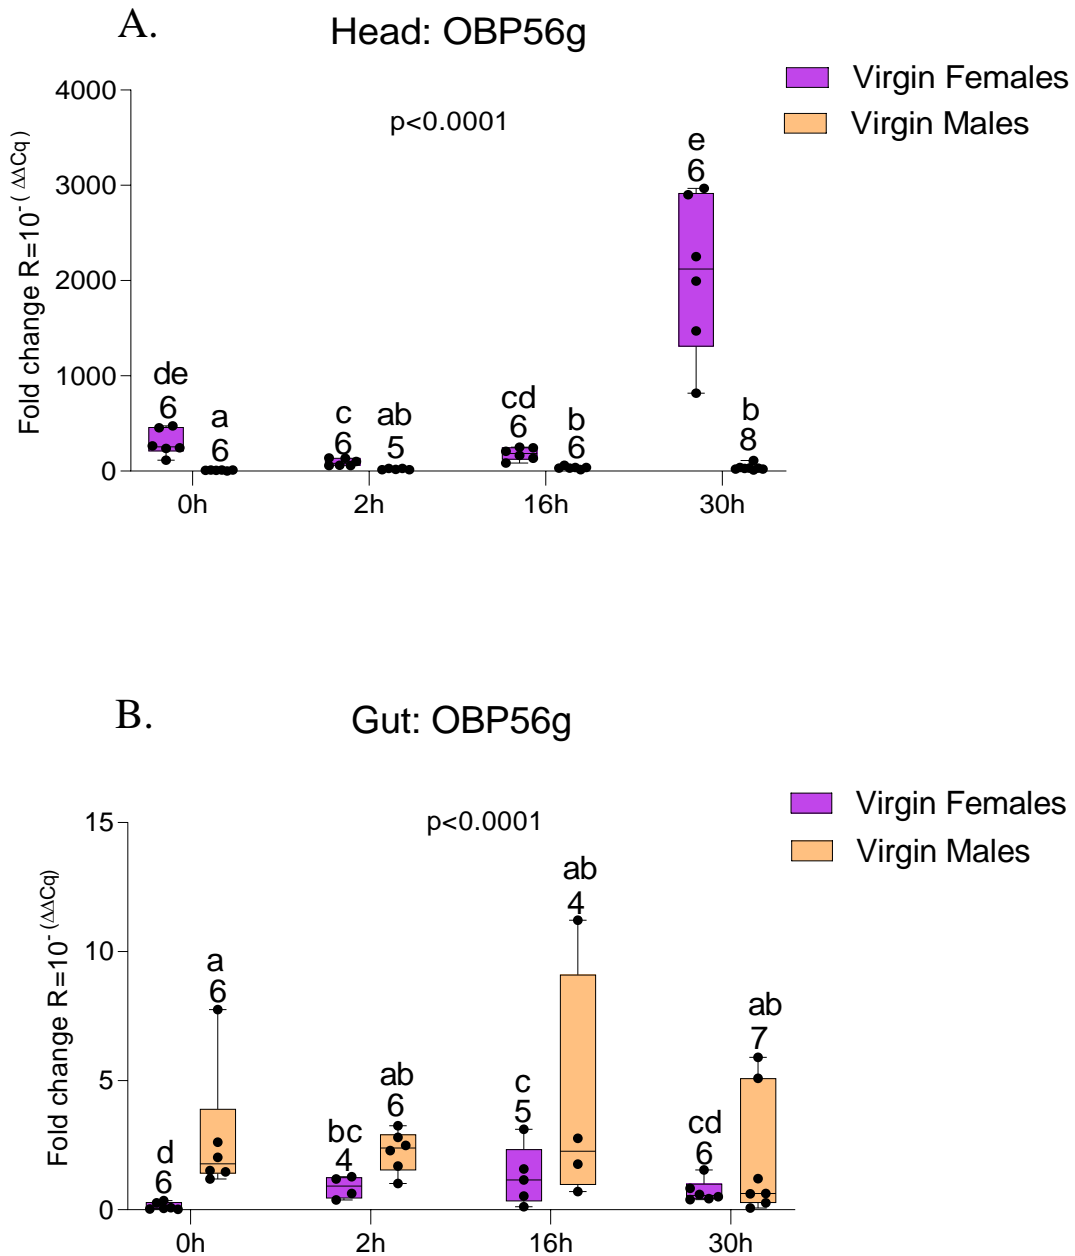 A.
Head: OBP56g
Virgin Females
Virgin Males
p<0.0001
Fold change R=10-(ΔΔCq)
4000
3000
2000
1000
0
de
6
a
6
c
6
ab
5
cd
6
b
6
e
6
b
8
0h
2h
16h
30h
B.
Gut: OBP56g
Virgin Females
Virgin Males
p<0.0001
Fold change R=10-(ΔΔCq)
15
10
5
0
d
6
a
6
bc
4
ab
6
c
5
ab
4
cd
6
ab
7
0h
2h
16h
30h